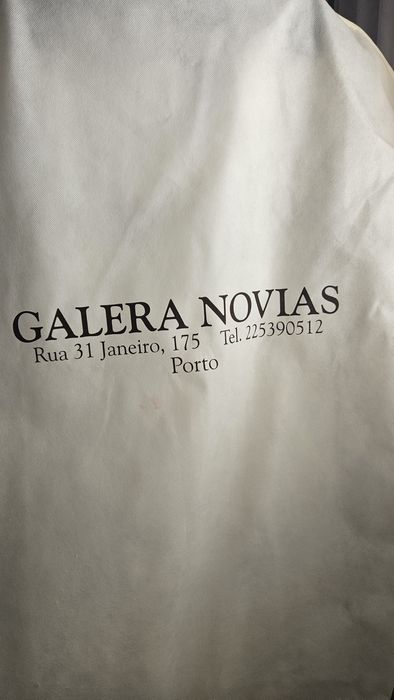 GALERA NOVIAS
Rua 31 Janeiro, 175 Tel. 225390512
Porto